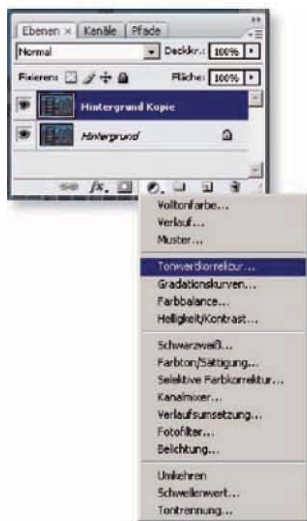 Ebenen × Kanäle Pfade
Normal Deckkr.: 100%
Fixieren: Fläche: 100%
Hintergrund Kopie
Hintergrund
fx.
Volltonfarbe...
Verlauf...
Muster...
Tonwertkorrektur...
Gradationskurven...
Farbbalance...
Helligkeit/Kontrast...
Schwarzweiß...
Farbton/Sättigung...
Selektive Farbkorrektur...
Kanalmixer...
Verlaufsumsetzung...
Fotofilter...
Belichtung...
Umkehren
Schwellenwert...
Tontrennung...